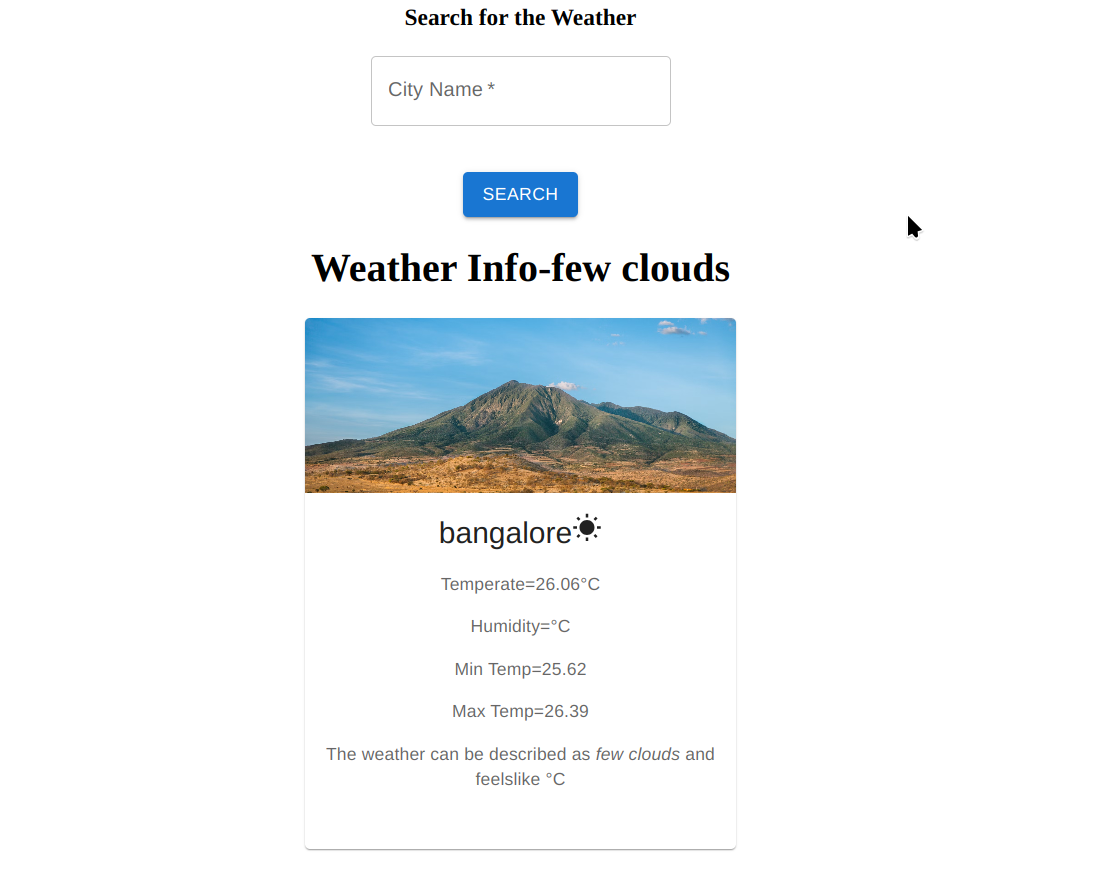 Search for the Weather
City Name *
SEARCH
Weather Info-few clouds
bangalore
Temperate=26.06°C
Humidity=°C
Min Temp=25.62
Max Temp=26.39
The weather can be described as few clouds and
feelslike °C